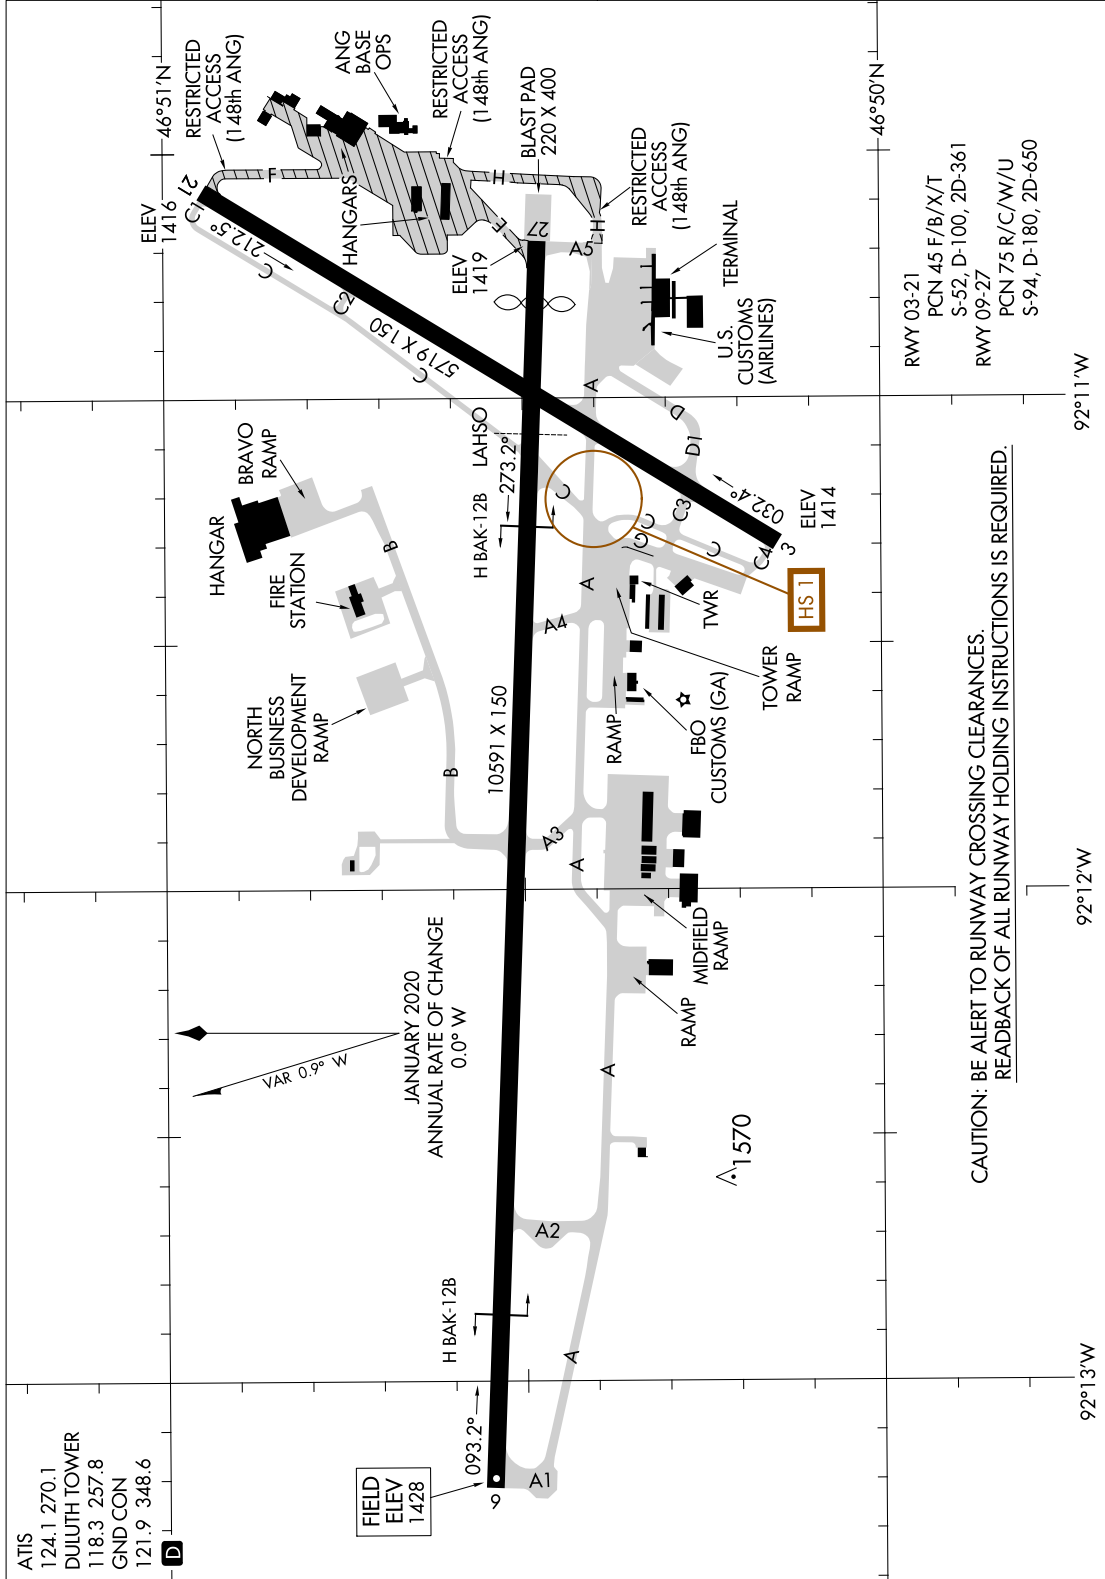 ATIS
124.1 270.1
DULUTH TOWER
118.3 257.8
GND CON
121.9 348.6
D
FIELD
ELEV
1428
9
093.2°
A1
A
H BAK-12B
A2
VAR 0.9° W
JANUARY 2020
ANNUAL RATE OF CHANGE
0.0° W
1570
A
RAMP
MIDFIELD
RAMP
A
A3
B
10591 X 150
NORTH
BUSINESS
DEVELOPMENT
RAMP
FIRE
STATION
HANGAR
BRAVO
RAMP
B
RAMP
FBO
CUSTOMS (GA)
TOWER
RAMP
TWR
A4
A
H BAK-12B
273.2°
LAHSO
C
G
C
C
C3
C4
3
032.4°
ELEV
1414
HS 1
D1
D
A
5719 X 150
C
C2
C
212.5°
C1
21
ELEV
1416
RESTRICTED
ACCESS
(148th ANG)
F
HANGARS
ANG
BASE
OPS
RESTRICTED
ACCESS
(148th ANG)
H
E
ELEV
1419
27
BLAST PAD
220 X 400
A5
H
RESTRICTED
ACCESS
(148th ANG)
TERMINAL
U.S.
CUSTOMS
(AIRLINES)
46°51'N
46°50'N
92°11'W
92°12'W
92°13'W
RWY 03-21
PCN 45 F/B/X/T
S-52, D-100, 2D-361
RWY 09-27
PCN 75 R/C/W/U
S-94, D-180, 2D-650
CAUTION: BE ALERT TO RUNWAY CROSSING CLEARANCES.
READBACK OF ALL RUNWAY HOLDING INSTRUCTIONS IS REQUIRED.